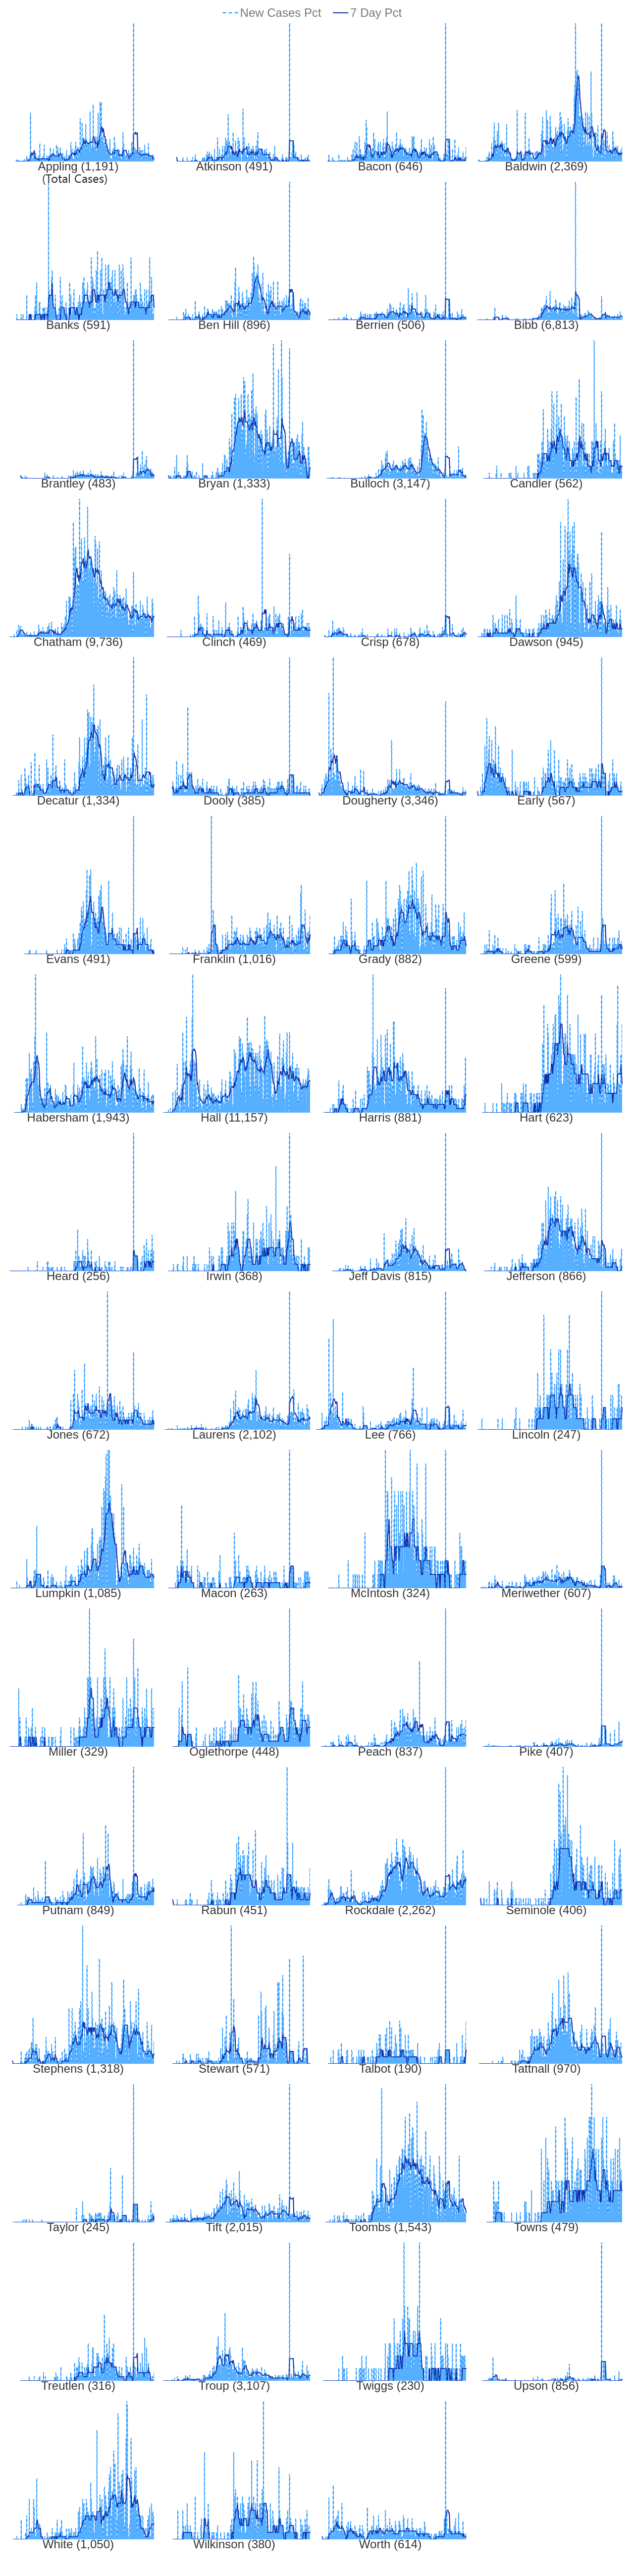 New Cases Pct 7 Day Pct
Appling (1,191) Atkinson (491) Bacon (646) Baldwin (2,369)
(Total Cases)
Banks (591) Ben Hill (896) Berrien (506) Bibb (6,813)
Brantley (483) Bryan (1,333) Bulloch (3,147) Candler (562)
Chatham (9,736) Clinch (469) Crisp (678) Dawson (945)
Decatur (1,334) Dooly (385) Dougherty (3,346) Early (567)
Evans (491) Franklin (1,016) Grady (882) Greene (599)
Habersham (1,943) Hall (11,157) Harris (881) Hart (623)
Heard (256) Irwin (368) Jeff Davis (815) Jefferson (866)
Jones (672) Laurens (2,102) Lee (766) Lincoln (247)
Lumpkin (1,085) Macon (263) McIntosh (324) Meriwether (607)
Miller (329) Oglethorpe (448) Peach (837) Pike (407)
Putnam (849) Rabun (451) Rockdale (2,262) Seminole (406)
Stephens (1,318) Stewart (571) Talbot (190) Tattnall (970)
Taylor (245) Tift (2,015) Toombs (1,543) Towns (479)
Treutlen (316) Troup (3,107) Twiggs (230) Upson (856)
White (1,050) Wilkinson (380) Worth (614)